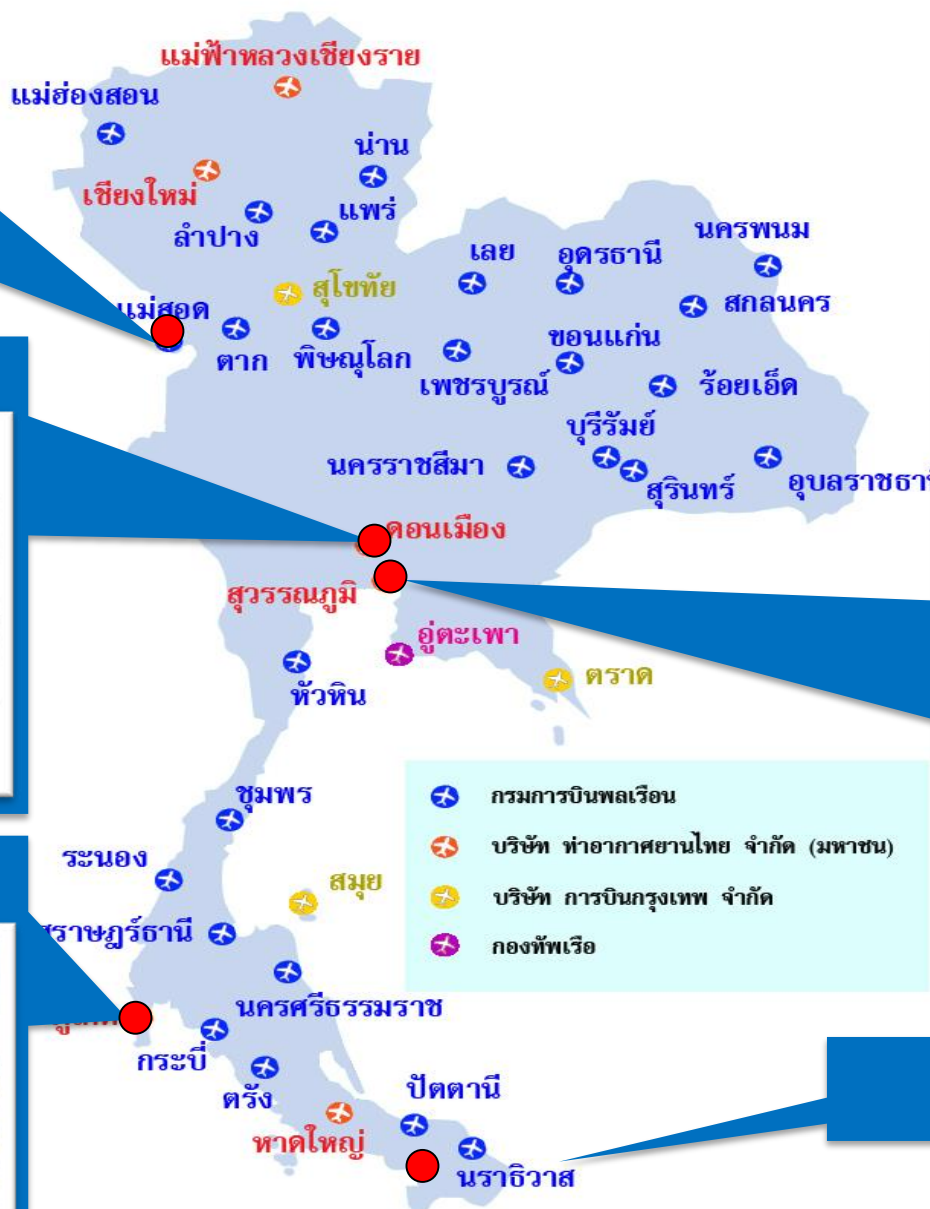 แม่ฟ้าหลวงเชียงราย
แม่ฮ่องสอน
น่าน
เชียงใหม่
แพร่
ลำปาง
นครพนม
เลย
อุดรธานี
สุโขทัย
แม่สอด
สกลนคร
ตาก
พิษณุโลก
ขอนแก่น
เพชรบูรณ์
ร้อยเอ็ด
บุรีรัมย์
นครราชสีมา
สุรินทร์
ดอนเมือง
สุวรรณภูมิ
อู่ตะเภา
ตราด
หัวหิน
ชุมพร
กรมการบินพลเรือน
บริษัท ท่าอากาศยานไทย จำกัด (มหาชน)
บริษัท การบินกรุงเทพ จำกัด
กองทัพเรือ
ระนอง
สมุย
นครศรีธรรมราช
กระบี่
ตรัง
ปัตตานี
หาดใหญ่
นราธิวาส